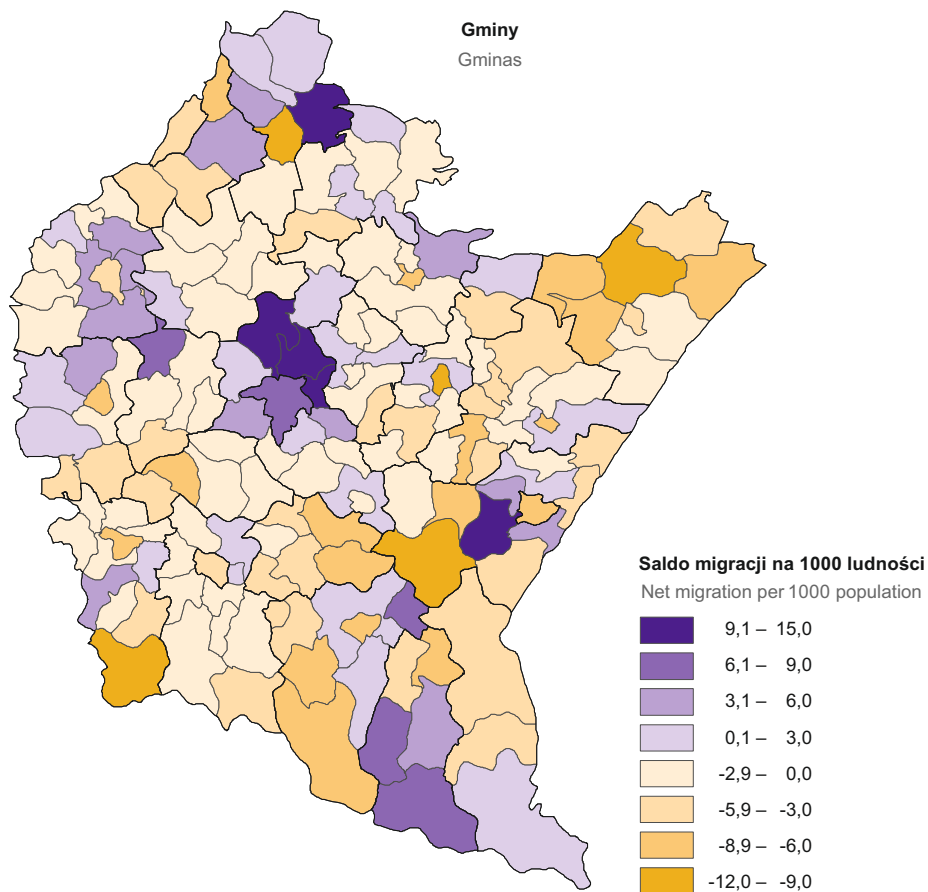 Gminy
Gminas
Saldo migracji na 1000 ludności
Net migration per 1000 population
9,1 – 15,0
6,1 – 9,0
3,1 – 6,0
0,1 – 3,0
-2,9 – 0,0
-5,9 – -3,0
-8,9 – -6,0
-12,0 – -9,0